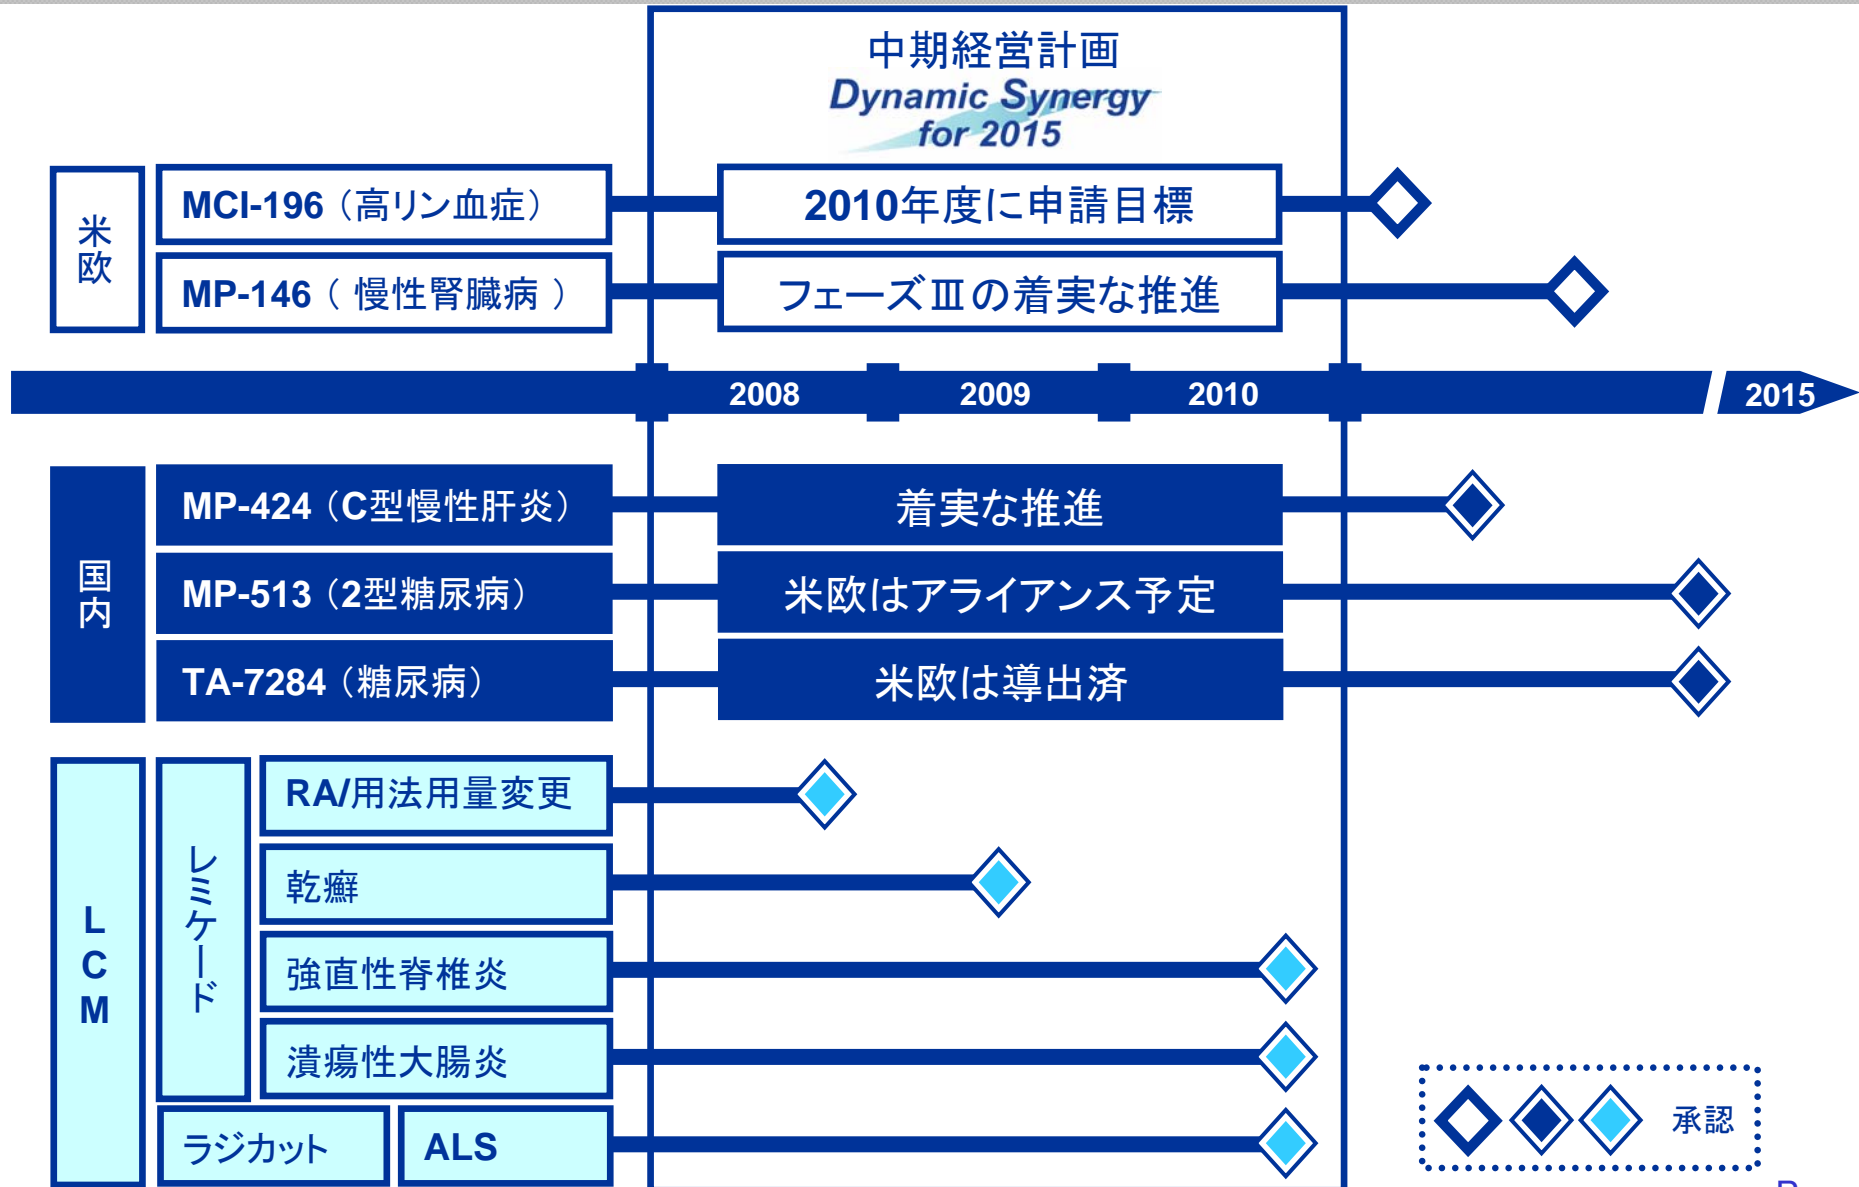 中期経営計画
Dynamic Synergy
for 2015
米欧
MCI-196（高リン血症）
2010年度に申請目標
MP-146（ 慢性腎臓病 ）
フェーズⅢの着実な推進
2008
2009
2010
2015
国内
MP-424（C型慢性肝炎）
着実な推進
MP-513（2型糖尿病）
米欧はアライアンス予定
TA-7284（糖尿病）
米欧は導出済
LCM
レミケード
RA/用法用量変更
乾癬
強直性脊椎炎
潰瘍性大腸炎
ラジカット
ALS
承認